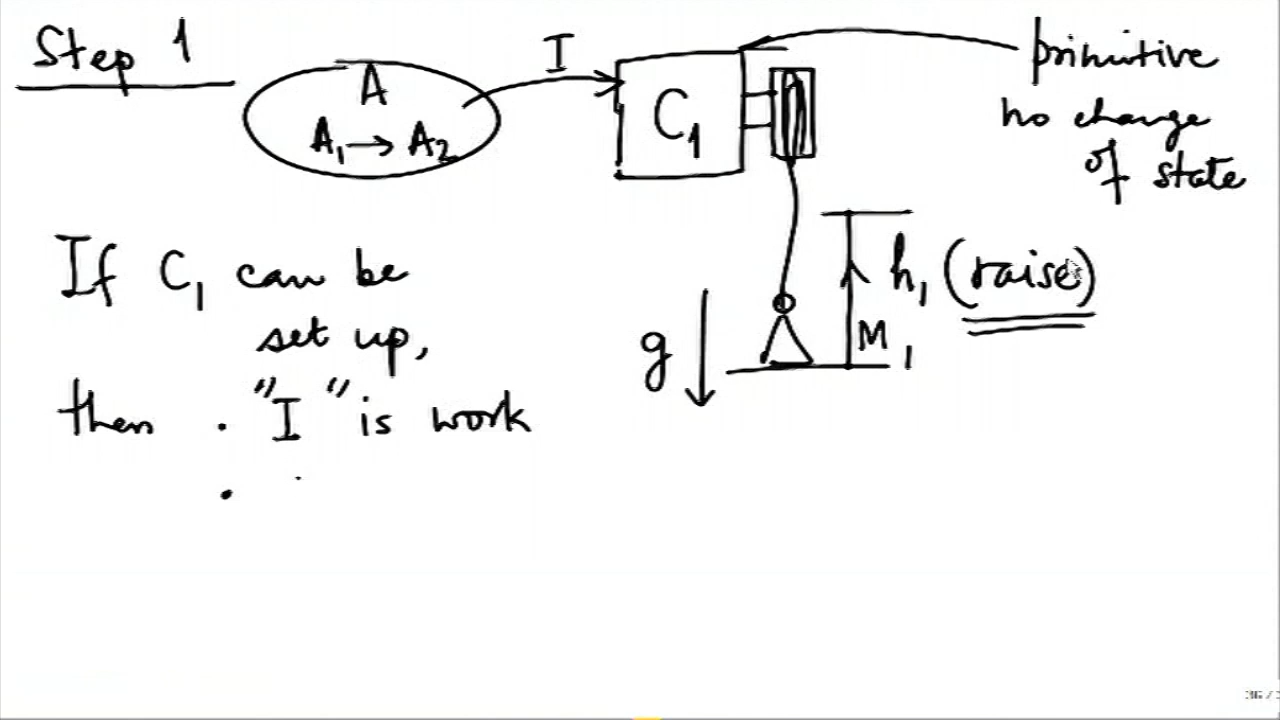 Step 1
A
A₁ → A₂
I
C₁
primitive
no change
of state
If C₁ can be
set up,
then . "I" is work
.
g
h₁ (raise)
M₁